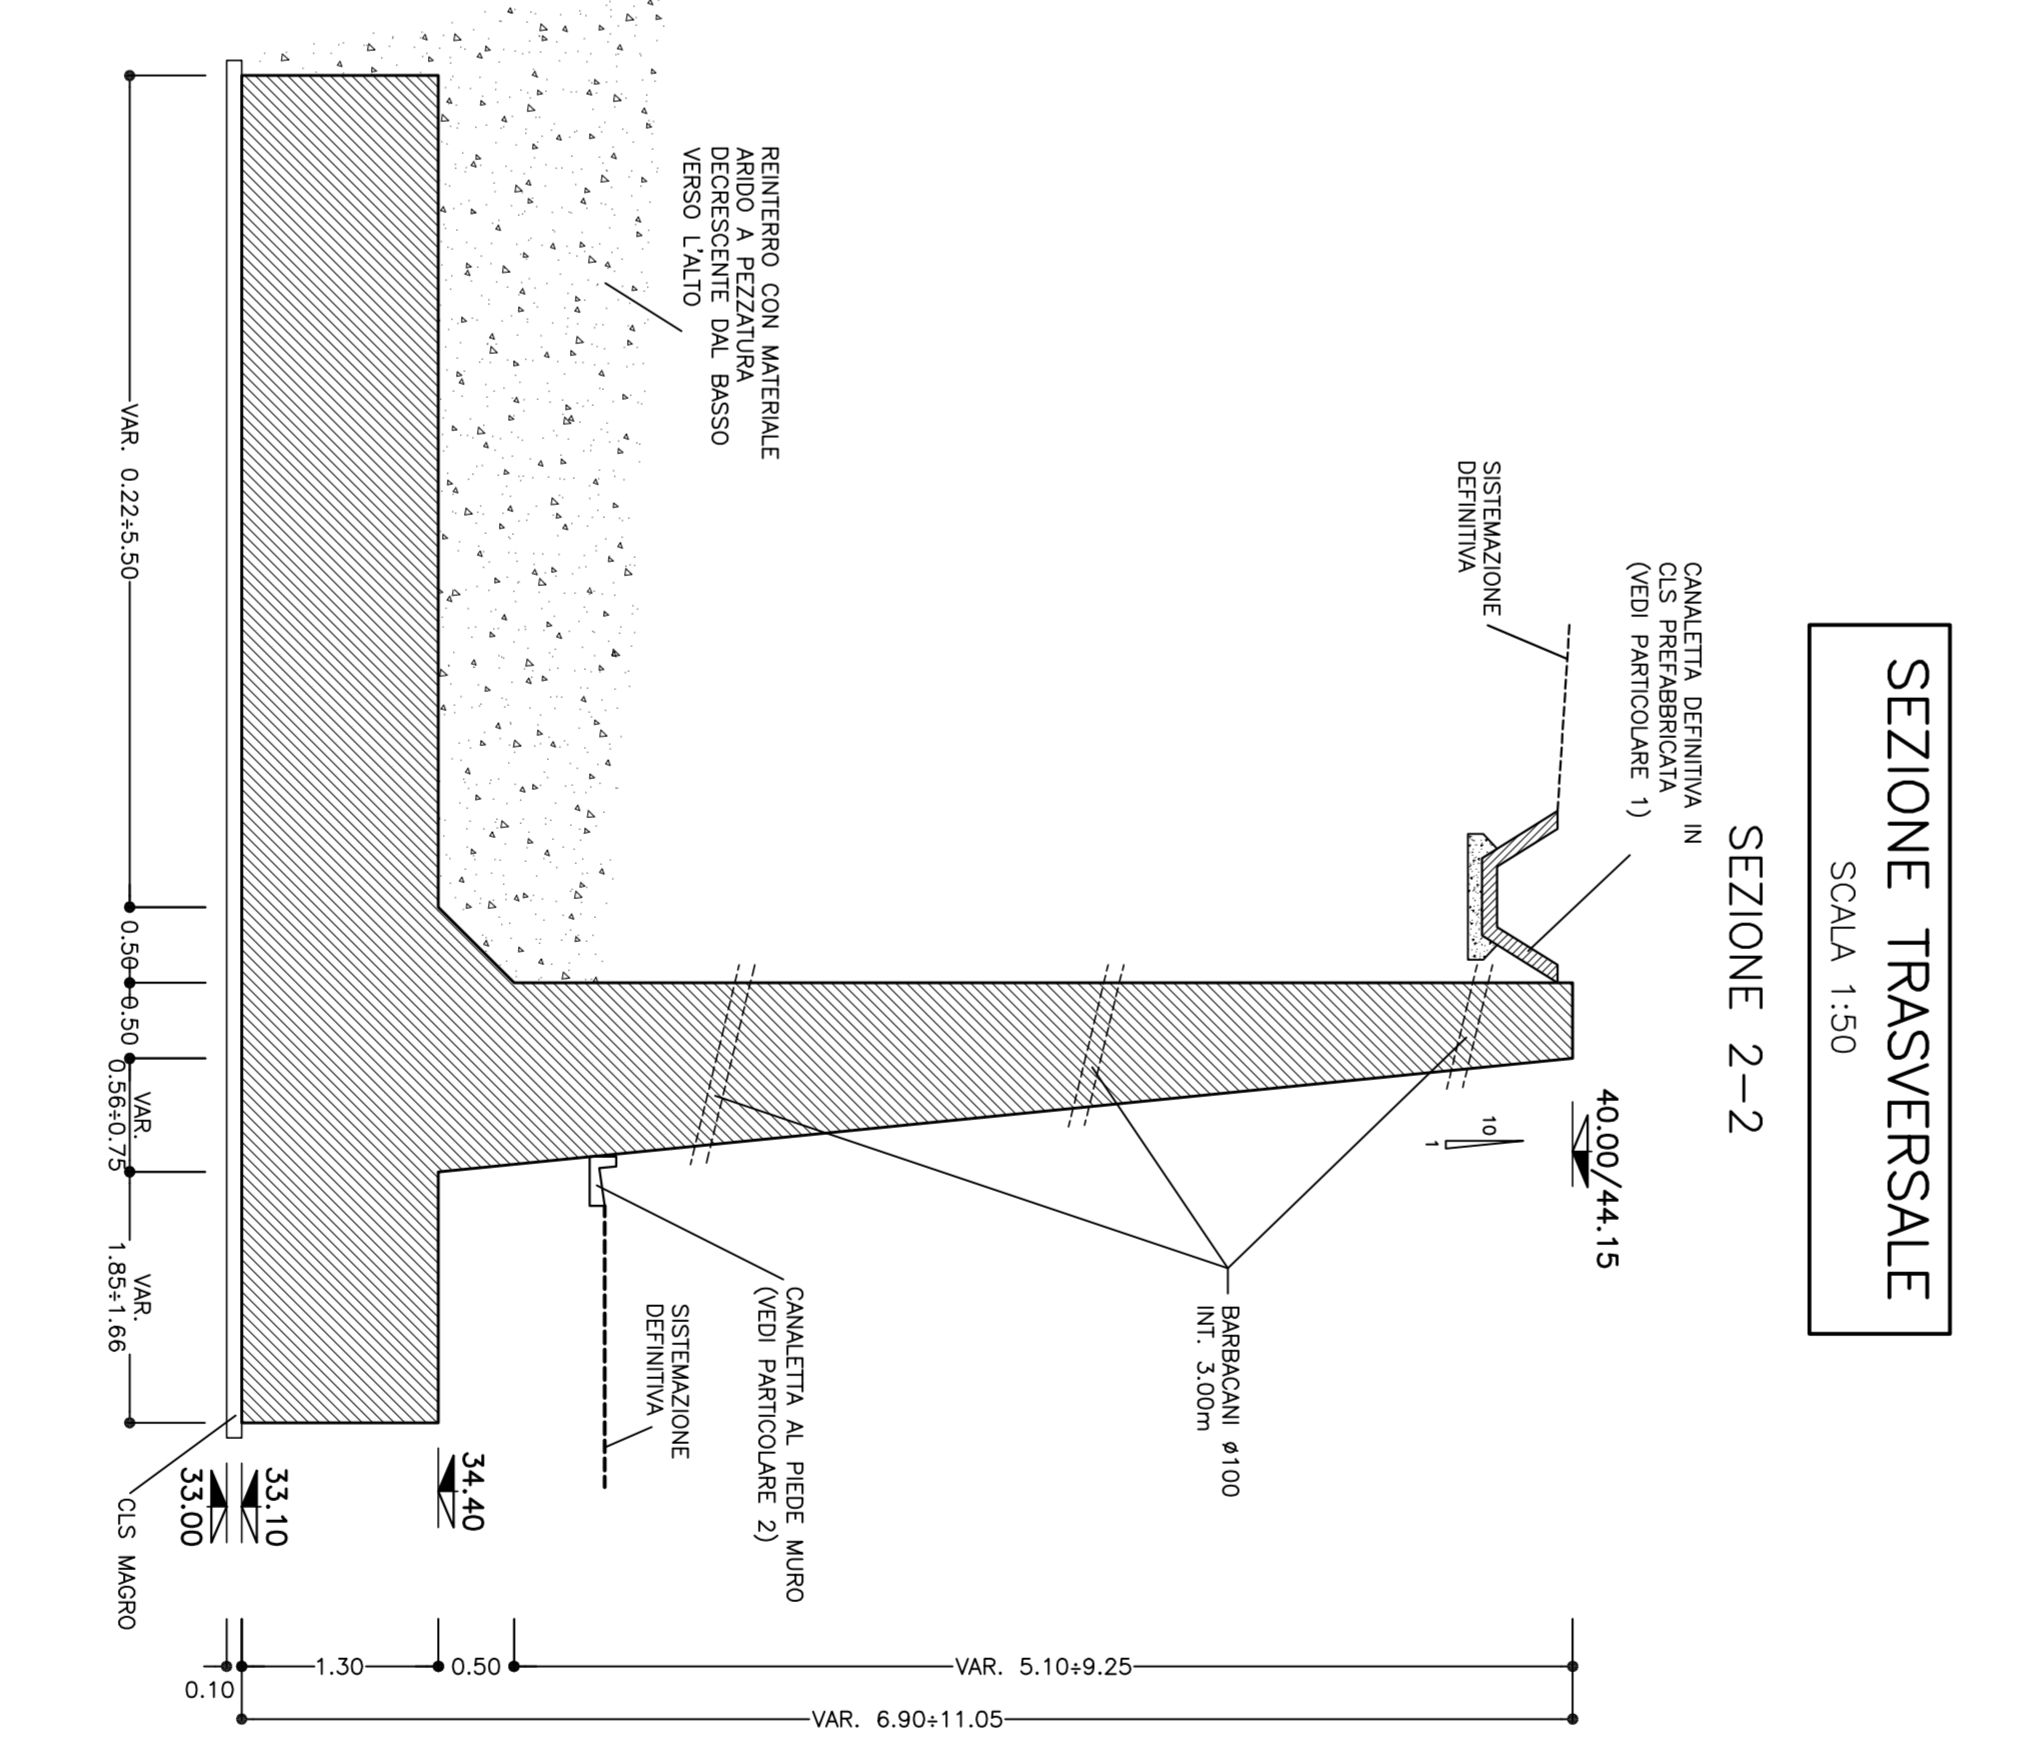 SEZIONE TRASVERSALE
SCALA 1:50
SEZIONE 2-2
CANALETTA DEFINITIVA IN
CLS PREFABBRICATA
(VEDI PARTICOLARE 1)
SISTEMAZIONE
DEFINITIVA
40.00/44.15
10
1
BARBACANI ø100
INT. 3.00m
REINTERRO CON MATERIALE
ARIDO A PEZZATURA
DECRESCENTE DAL BASSO
VERSO L'ALTO
CANALETTA AL PIEDE MURO
(VEDI PARTICOLARE 2)
SISTEMAZIONE
DEFINITIVA
34.40
33.10
33.00
CLS MAGRO
VAR. 0.22÷5.50
0.50
0.50
VAR.
0.56÷0.75
VAR.
1.85÷1.66
0.10
1.30
0.50
VAR. 5.10÷9.25
VAR. 6.90÷11.05